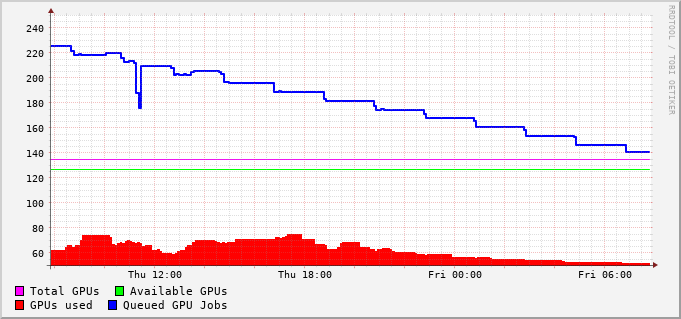 RRDTOOL / TOBI OETIKER
240
220
200
180
160
140
120
100
80
60
Thu 12:00 Thu 18:00 Fri 00:00 Fri 06:00
Total GPUs Available GPUs
GPUs used Queued GPU Jobs